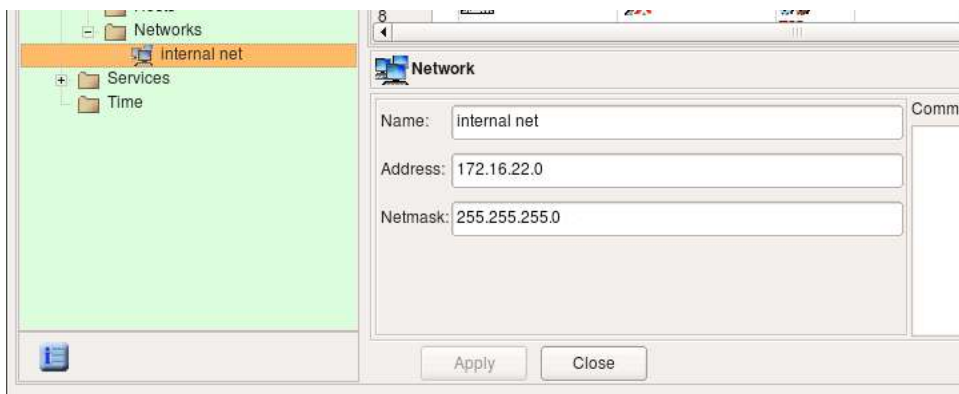 Networks
internal net
Services
Time
8
Network
Name: internal net
Address: 172.16.22.0
Netmask: 255.255.255.0
Comm
Apply Close